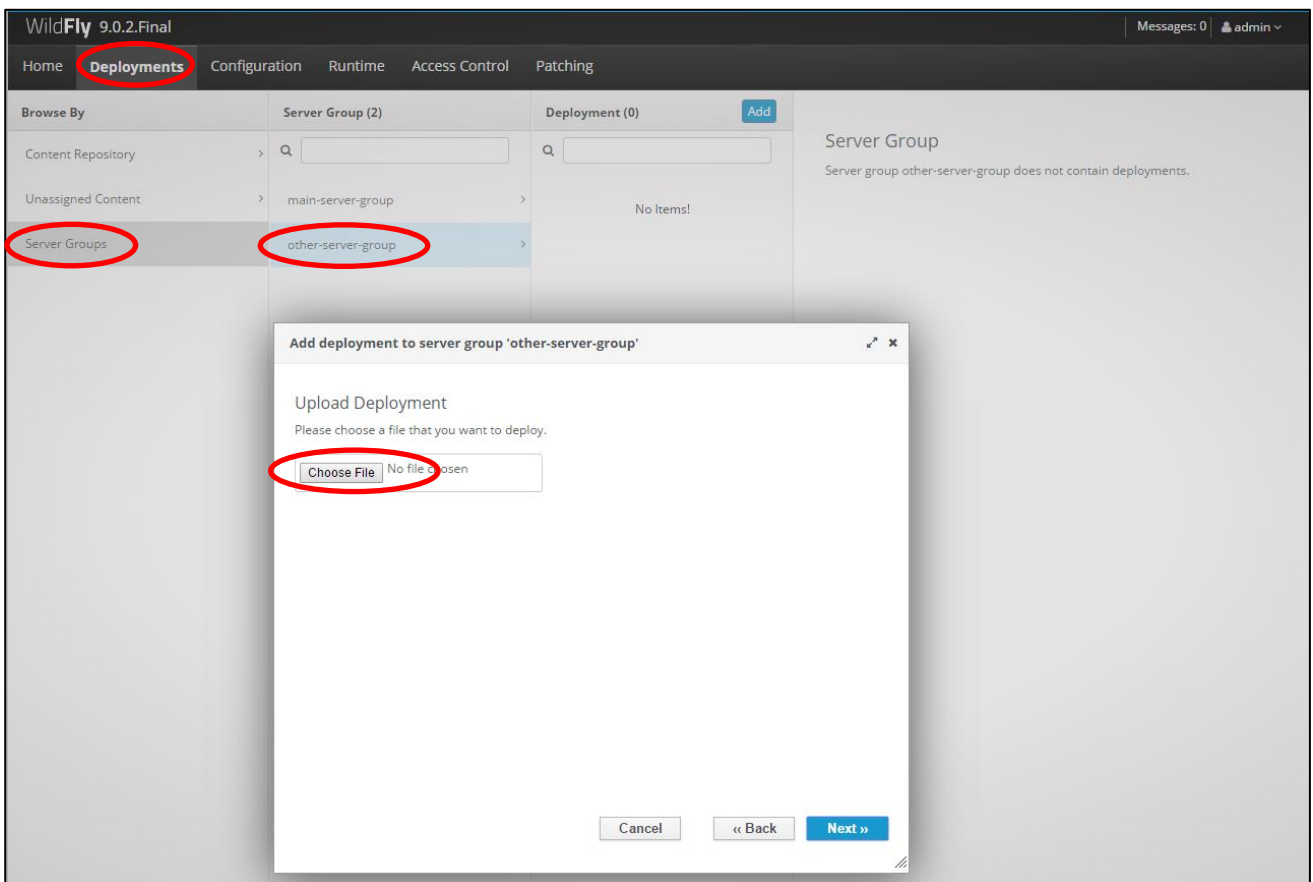 WildFly 9.0.2.Final
Messages: 0 admin
Home Deployments Configuration Runtime Access Control Patching
Browse By
Content Repository
Unassigned Content
Server Groups
Server Group (2)
main-server-group
other-server-group
Deployment (0) Add
No Items!
Server Group
Server group other-server-group does not contain deployments.
Add deployment to server group 'other-server-group'
Upload Deployment
Please choose a file that you want to deploy.
Choose File No file chosen
Cancel ‹‹ Back Next ››